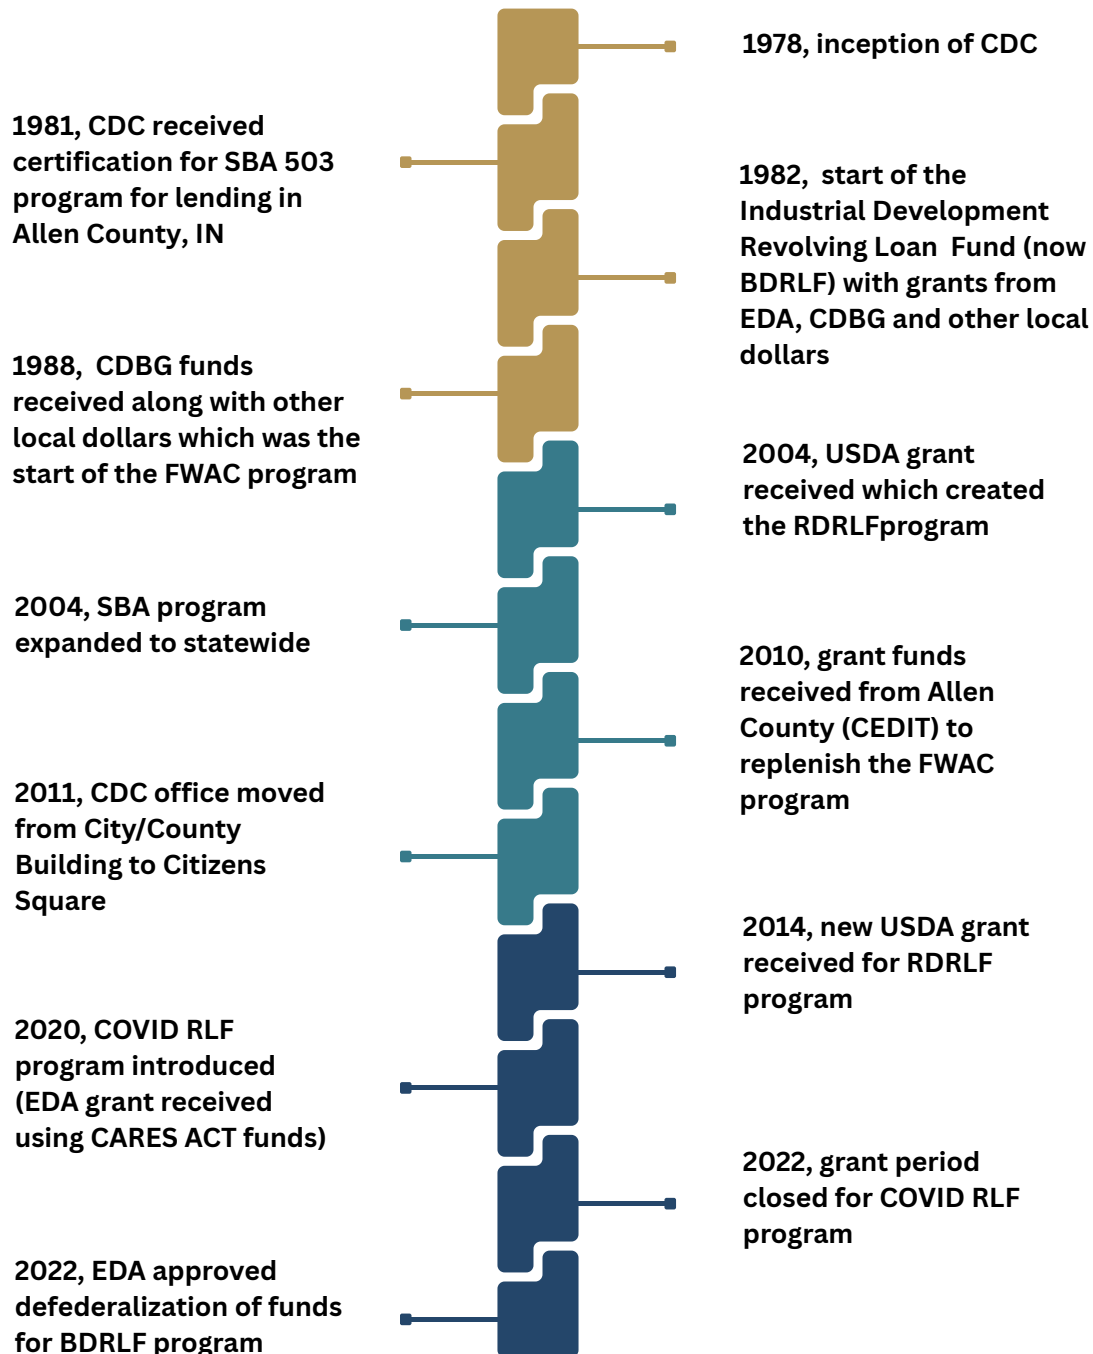 1978, inception of CDC
1981, CDC received
certification for SBA 503
program for lending in
Allen County, IN
1982,  start of the
Industrial Development
Revolving Loan  Fund (now
BDRLF) with grants from
EDA, CDBG and other local
dollars
1988,  CDBG funds
received along with other
local dollars which was the
start of the FWAC program
2004, USDA grant
received which created
the RDRLFprogram
2004, SBA program
expanded to statewide
2010, grant funds
received from Allen
County (CEDIT) to
replenish the FWAC
program
2011, CDC office moved
from City/County
Building to Citizens
Square
2014, new USDA grant
received for RDRLF
program
2020, COVID RLF
program introduced
(EDA grant received
using CARES ACT funds)
2022, grant period
closed for COVID RLF
program
2022, EDA approved
defederalization of funds
for BDRLF program